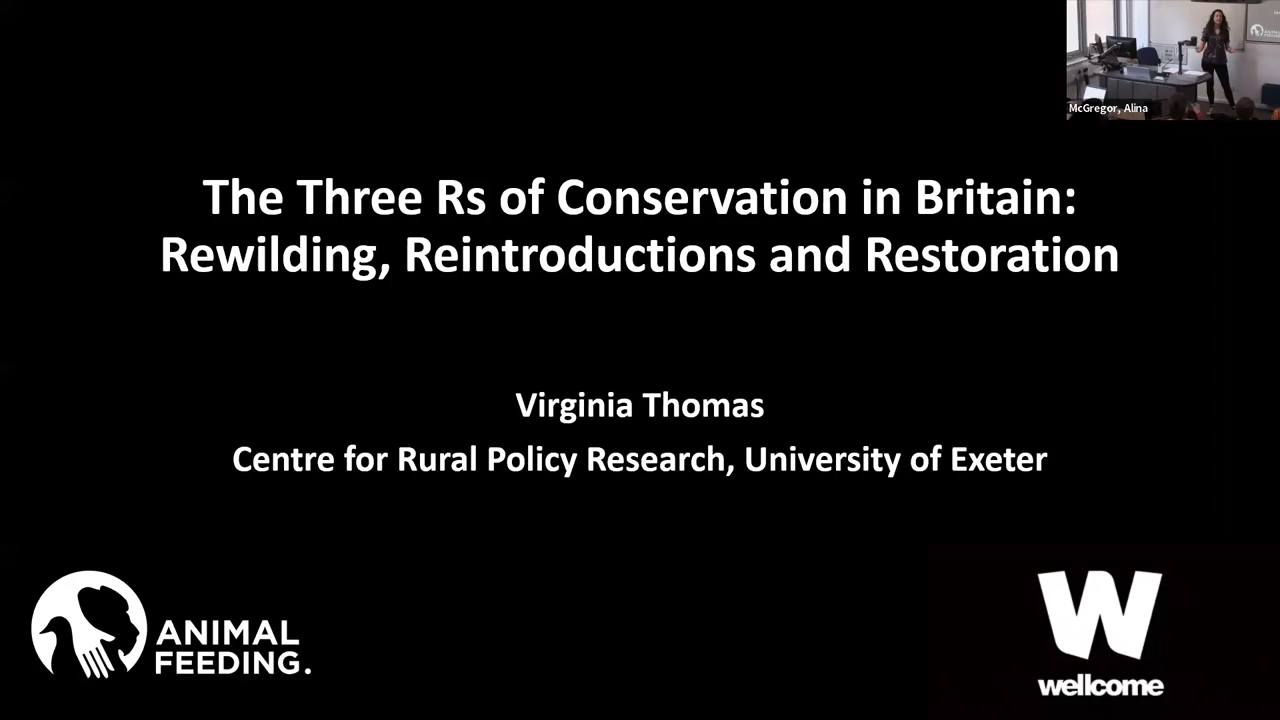 McGregor, Alina
The Three Rs of Conservation in Britain:
Rewilding, Reintroductions and Restoration
Virginia Thomas
Centre for Rural Policy Research, University of Exeter
ANIMAL
FEEDING.
W
wellcome